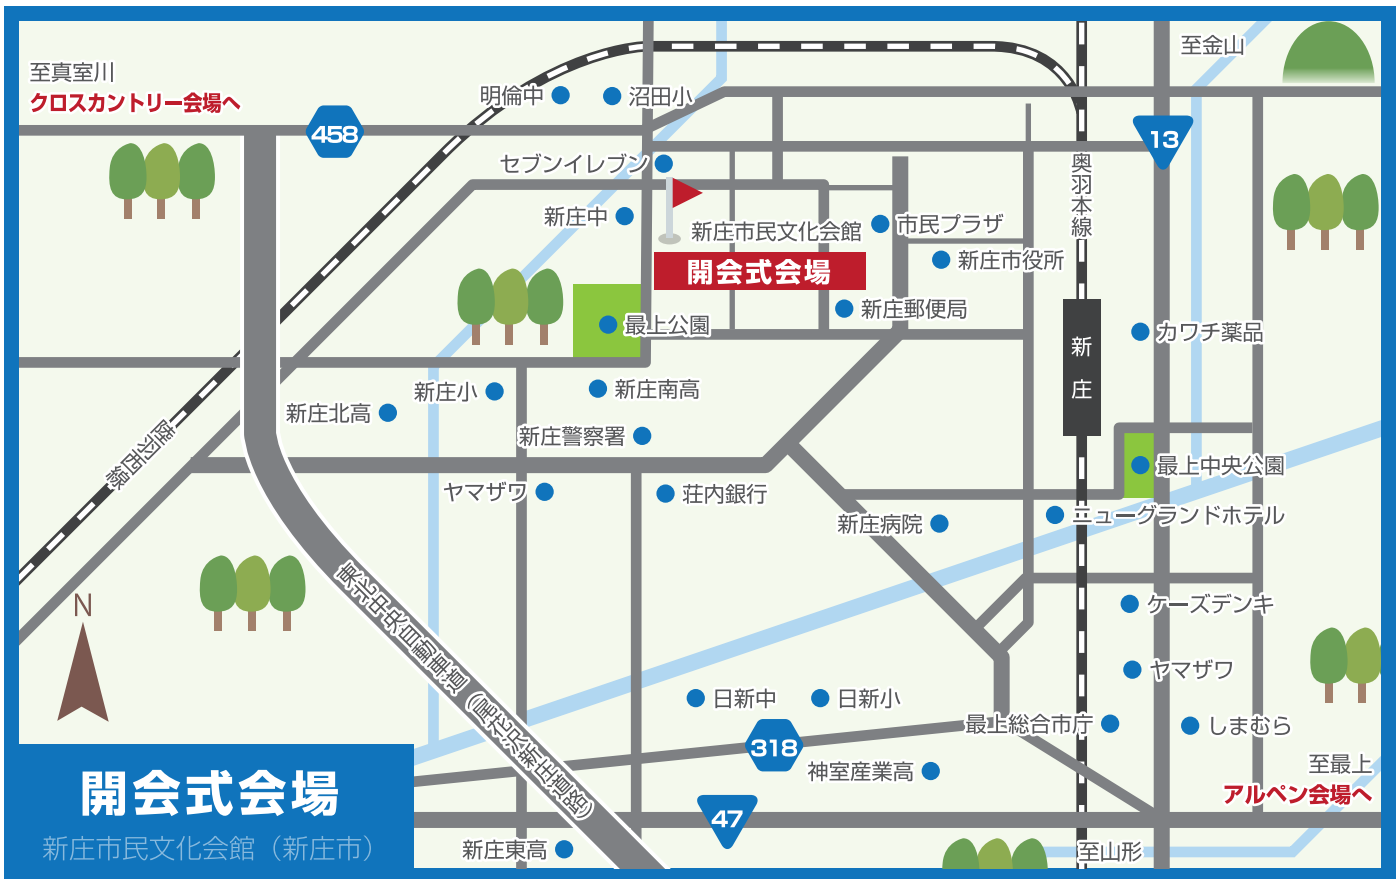 至真室川
クロスカントリー会場へ
458
明倫中
沼田小
至金山
13
セブンイレブン
新庄中
新庄市民文化会館
開会式会場
市民プラザ
新庄市役所
奥羽本線
新庄郵便局
最上公園
新庄
カワチ薬品
新庄小
新庄南高
新庄北高
新庄警察署
陸羽西線
ヤマザワ
荘内銀行
新庄病院
最上中央公園
ニューグランドホテル
N
東北中央自動車道（尾花沢新庄道路）
ケーズデンキ
ヤマザワ
日新中
日新小
最上総合市庁
しまむら
318
神室産業高
至最上
アルペン会場へ
47
新庄東高
至山形
開会式会場
新庄市民文化会館（新庄市）